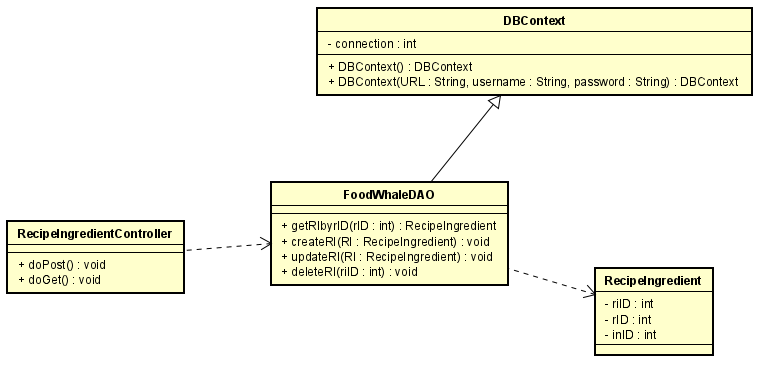 DBContext
- connection : int
+ DBContext() : DBContext
+ DBContext(URL : String, username : String, password : String) : DBContext
FoodWhaleDAO
+ getRIbyrID(rID : int) : RecipeIngredient
+ createRI(RI : RecipeIngredient) : void
+ updateRI(RI : RecipeIngredient) : void
+ deleteRI(riID : int) : void
RecipeIngredientController
+ doPost() : void
+ doGet() : void
RecipeIngredient
- riID : int
- rID : int
- inID : int